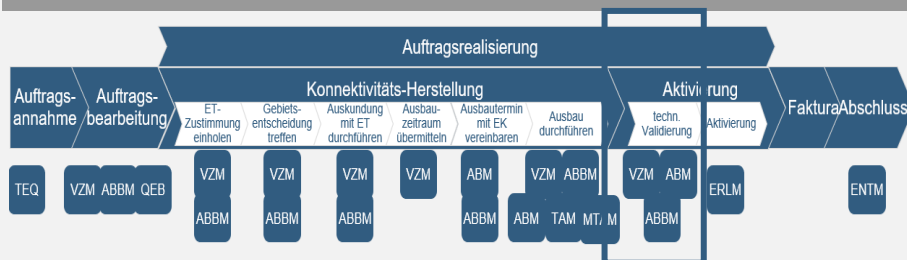 Auftragsrealisierung
Auftrags-
annahme
Auftrags-
bearbeitung
Konnektivitäts-Herstellung
Aktivierung
Faktura
Abschluss
ET-
Zustimmung
einholen
Gebiets-
entscheidung
treffen
Auskundung
mit ET
durchführen
Ausbau-
zeitraum
übermitteln
Ausbautermin
mit EK
vereinbaren
Ausbau
durchführen
techn.
Validierung
Aktivierung
TEQ
VZM
ABBM
QEB
VZM
VZM
VZM
VZM
ABM
VZM
ABBM
VZM
ABM
ERLM
ENTM
ABBM
ABBM
ABBM
ABBM
ABM
TAM
MTAM
ABBM